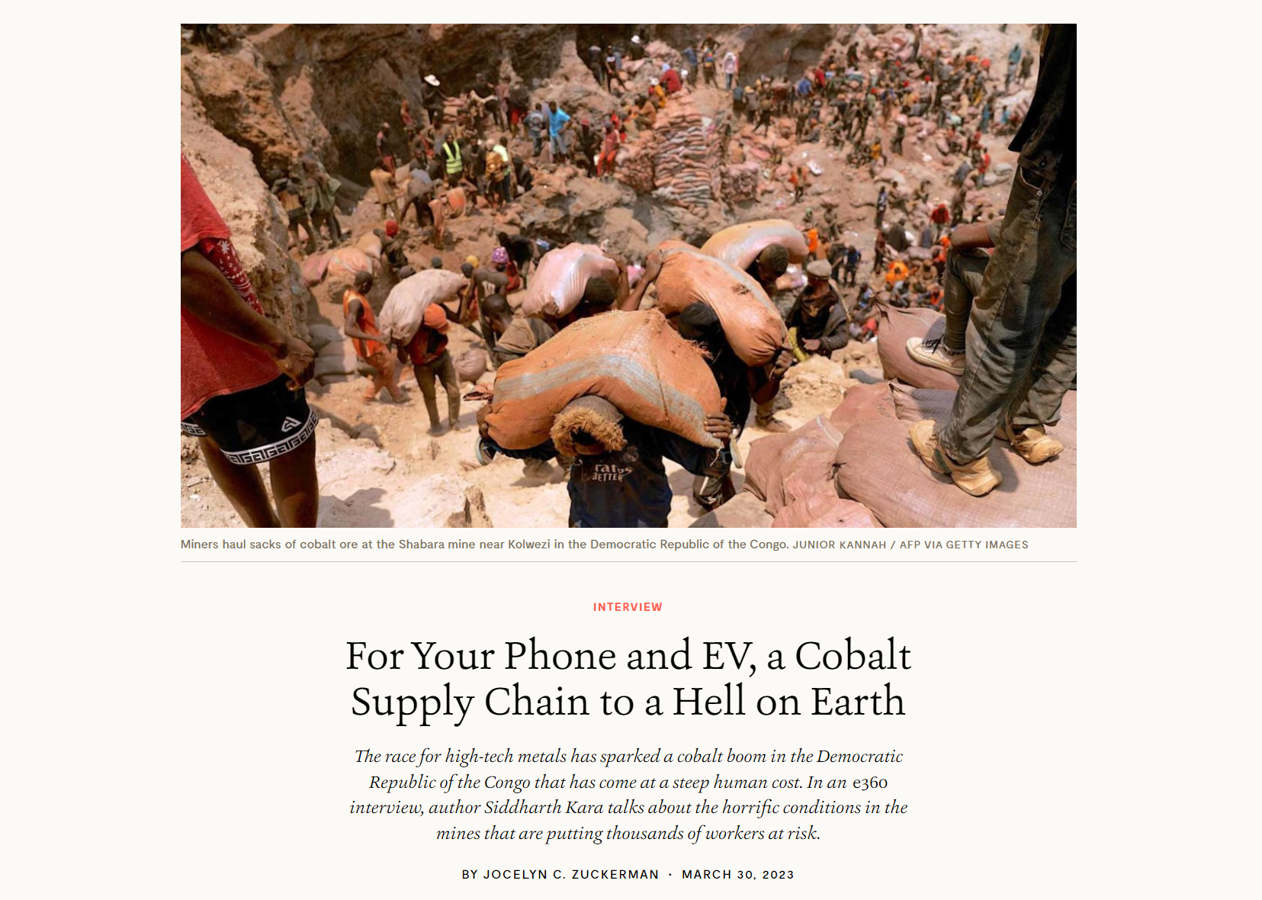 ratus
BETTER
Miners haul sacks of cobalt ore at the Shabara mine near Kolwezi in the Democratic Republic of the Congo. JUNIOR KANNAH / AFP VIA GETTY IMAGES
INTERVIEW
For Your Phone and EV, a Cobalt
Supply Chain to a Hell on Earth
The race for high-tech metals has sparked a cobalt boom in the Democratic
Republic of the Congo that has come at a steep human cost. In an e360
interview, author Siddharth Kara talks about the horrific conditions in the
mines that are putting thousands of workers at risk.
BY JOCELYN C. ZUCKERMAN · MARCH 30, 2023